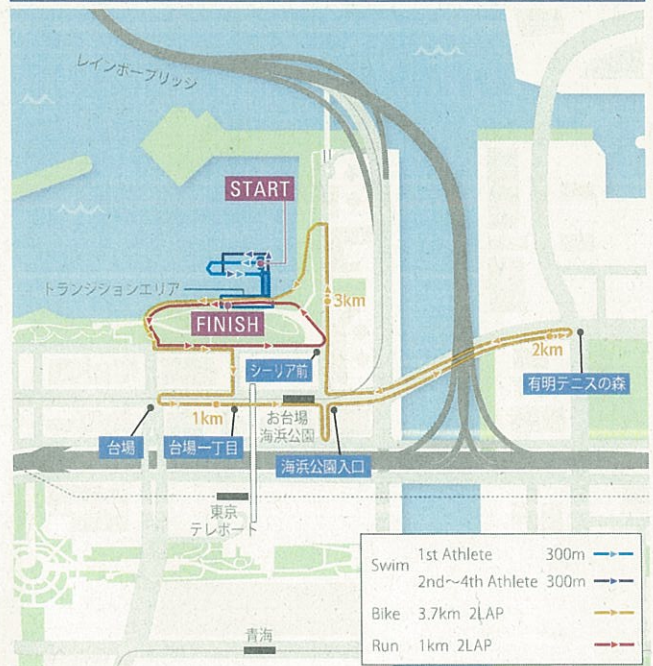 レインボーブリッジ
START
トランジションエリア
3km
FINISH
シーリア前
2km
有明テニスの森
1km
お台場
海浜公園
台場
台場一丁目
海浜公園入口
東京
テレポート
青海
Swim 1st Athlete 300m
2nd〜4th Athlete 300m
Bike 3.7km 2LAP
Run 1km 2LAP